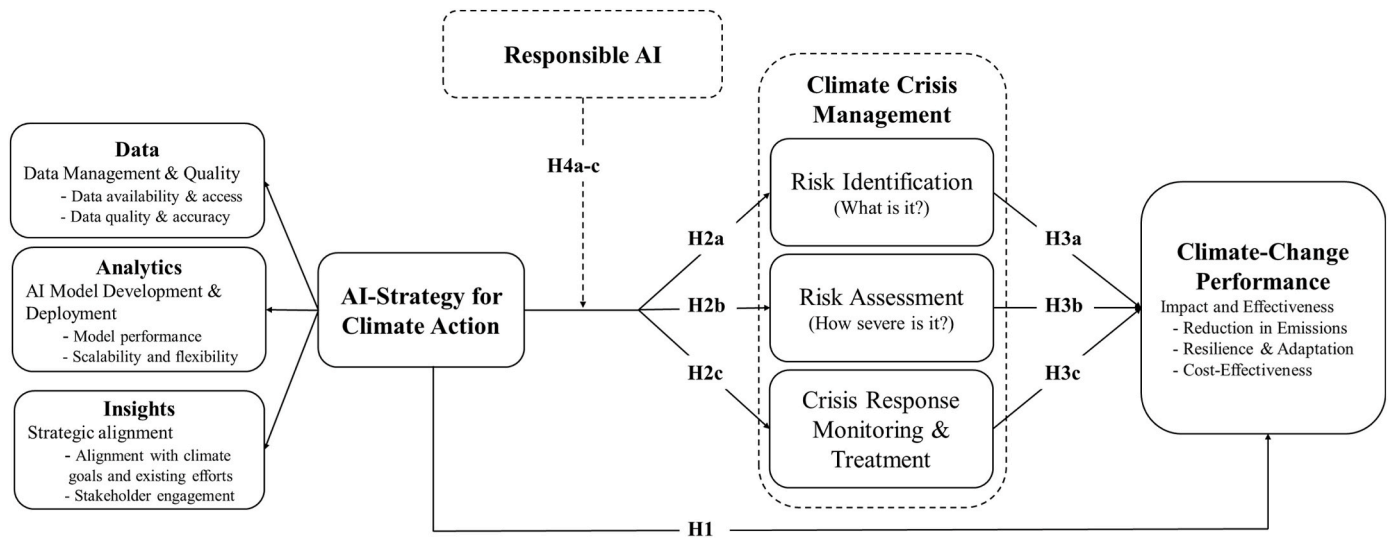 Responsible AI
Climate Crisis
Management
Data
Data Management & Quality
- Data availability & access
- Data quality & accuracy
H4a-c
Risk Identification
(What is it?)
H2a
H3a
Analytics
AI Model Development &
Deployment
- Model performance
- Scalability and flexibility
AI-Strategy for
Climate Action
H2b
Risk Assessment
(How severe is it?)
H3b
Climate-Change
Performance
Impact and Effectiveness
- Reduction in Emissions
- Resilience & Adaptation
- Cost-Effectiveness
H2c
H3c
Insights
Strategic alignment
- Alignment with climate
goals and existing efforts
- Stakeholder engagement
Crisis Response
Monitoring &
Treatment
H1